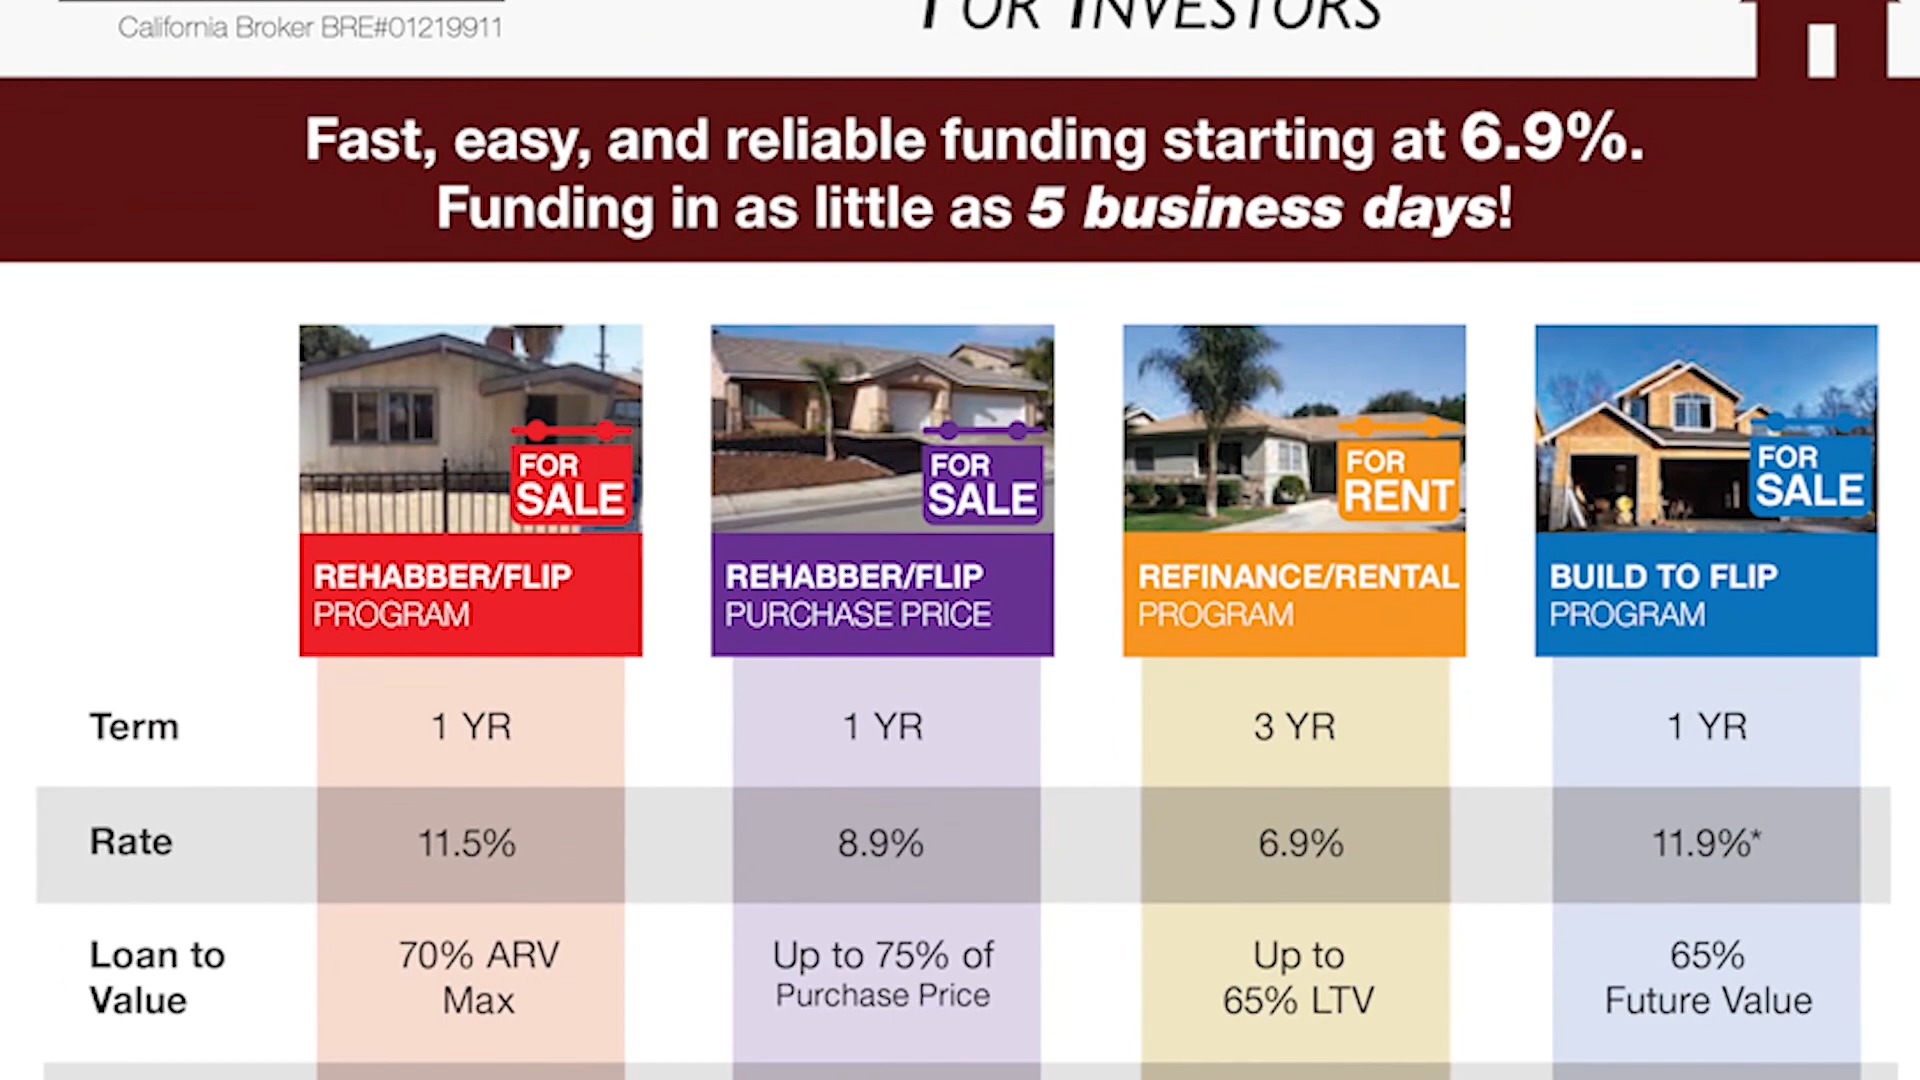 California Broker BRE#01219911
FOR INVESTORS
Fast, easy, and reliable funding starting at 6.9%.
Funding in as little as 5 business days!
FOR
SALE
FOR
SALE
FOR
RENT
FOR
SALE
REHABBER/FLIP
PROGRAM
REHABBER/FLIP
PURCHASE PRICE
REFINANCE/RENTAL
PROGRAM
BUILD TO FLIP
PROGRAM
Term 1 YR 1 YR 3 YR 1 YR
Rate 11.5% 8.9% 6.9% 11.9%*
Loan to
Value
70% ARV
Max
Up to 75% of
Purchase Price
Up to
65% LTV
65%
Future Value